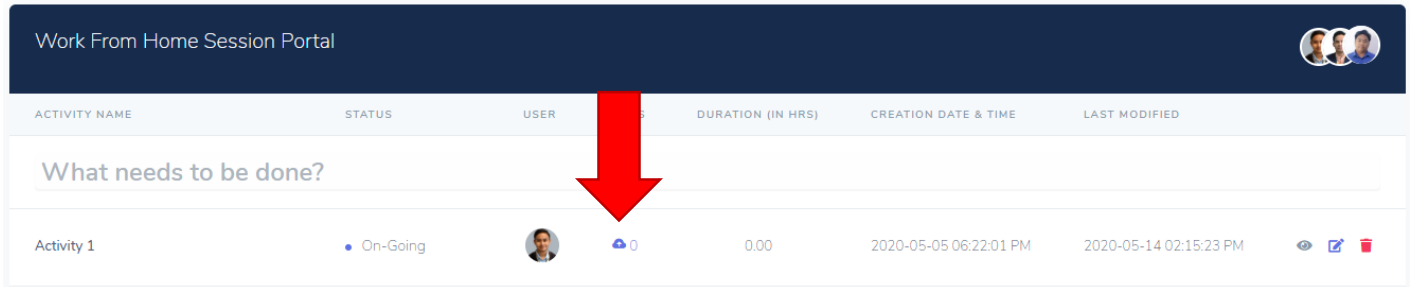 Work From Home Session Portal
ACTIVITY NAME STATUS USER DURATION (IN HRS) CREATION DATE & TIME LAST MODIFIED
What needs to be done?
Activity 1 On-Going 0 0.00 2020-05-05 06:22:01 PM 2020-05-14 02:15:23 PM